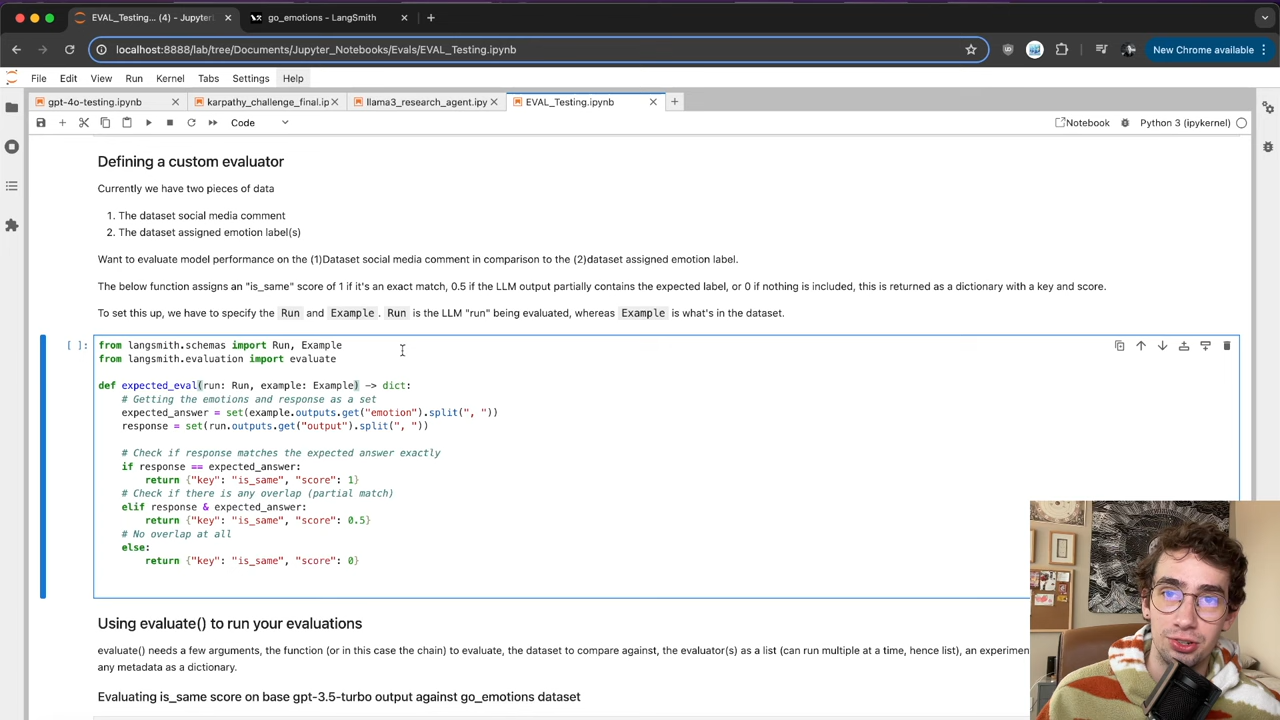 EVAL_Testing... (4) - Jupyter
go_emotions - LangSmith
localhost:8888/lab/tree/Documents/Jupyter_Notebooks/Evals/EVAL_Testing.ipynb
New Chrome available
File Edit View Run Kernel Tabs Settings Help
gpt-4o-testing.ipynb
karpathy_challenge_final.ip
llama3_research_agent.ipy
EVAL_Testing.ipynb
Code
Notebook
Python 3 (ipykernel)
Defining a custom evaluator
Currently we have two pieces of data
1. The dataset social media comment
2. The dataset assigned emotion label(s)
Want to evaluate model performance on the (1)Dataset social media comment in comparison to the (2)dataset assigned emotion label.
The below function assigns an "is_same" score of 1 if it's an exact match, 0.5 if the LLM output partially contains the expected label, or 0 if nothing is included, this is returned as a dictionary with a key and score.
To set this up, we have to specify the Run and Example. Run is the LLM "run" being evaluated, whereas Example is what's in the dataset.
[ ]:
from langsmith.schemas import Run, Example
from langsmith.evaluation import evaluate
def expected_eval(run: Run, example: Example) -> dict:
# Getting the emotions and response as a set
expected_answer = set(example.outputs.get("emotion").split(", "))
response = set(run.outputs.get("output").split(", "))
# Check if response matches the expected answer exactly
if response == expected_answer:
return {"key": "is_same", "score": 1}
# Check if there is any overlap (partial match)
elif response & expected_answer:
return {"key": "is_same", "score": 0.5}
# No overlap at all
else:
return {"key": "is_same", "score": 0}
Using evaluate() to run your evaluations
evaluate() needs a few arguments, the function (or in this case the chain) to evaluate, the dataset to compare against, the evaluator(s) as a list (can run multiple at a time, hence list), an experim
any metadata as a dictionary.
Evaluating is_same score on base gpt-3.5-turbo output against go_emotions dataset